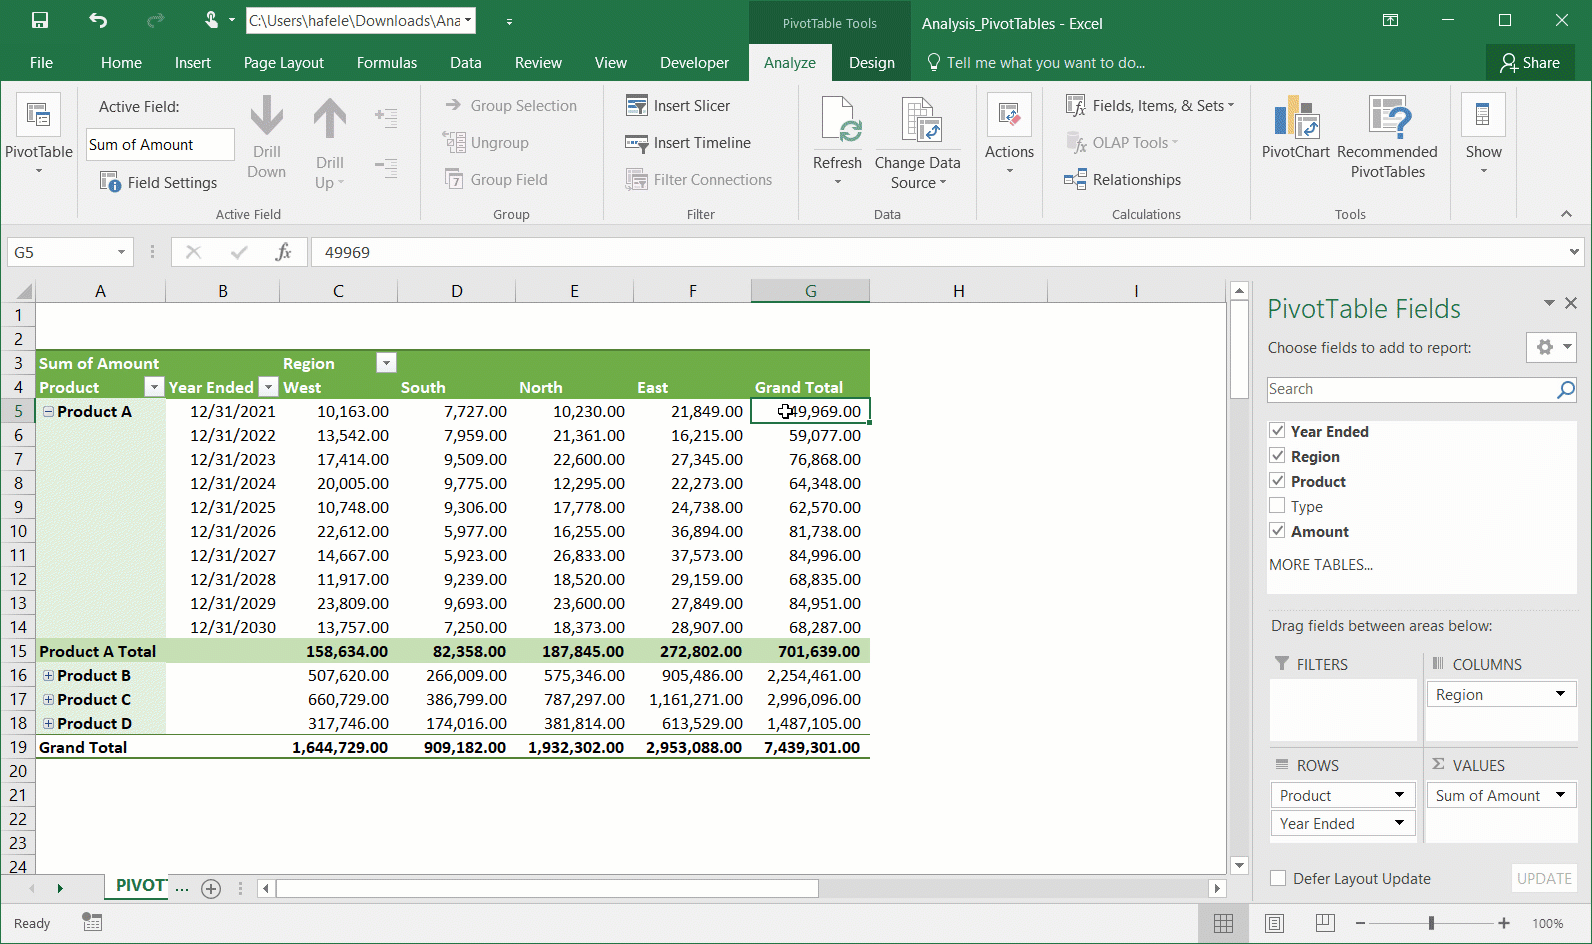 C:\Users\hafele\Downloads\Ana
PivotTable Tools
Analysis_PivotTables - Excel
File Home Insert Page Layout Formulas Data Review View Developer Analyze Design Tell me what you want to do... Share
PivotTable
Active Field:
Sum of Amount
Field Settings
Drill Down
Drill Up
Active Field
Group Selection
Ungroup
Group Field
Group
Insert Slicer
Insert Timeline
Filter Connections
Filter
Refresh
Change Data Source
Data
Actions
Fields, Items, & Sets
OLAP Tools
Relationships
Calculations
PivotChart
Recommended PivotTables
Tools
Show
G5 fx 49969
A B C D E F G H I
1
2
3 Sum of Amount Region
4 Product Year Ended West South North East Grand Total
5 Product A 12/31/2021 10,163.00 7,727.00 10,230.00 21,849.00 49,969.00
6 12/31/2022 13,542.00 7,959.00 21,361.00 16,215.00 59,077.00
7 12/31/2023 17,414.00 9,509.00 22,600.00 27,345.00 76,868.00
8 12/31/2024 20,005.00 9,775.00 12,295.00 22,273.00 64,348.00
9 12/31/2025 10,748.00 9,306.00 17,778.00 24,738.00 62,570.00
10 12/31/2026 22,612.00 5,977.00 16,255.00 36,894.00 81,738.00
11 12/31/2027 14,667.00 5,923.00 26,833.00 37,573.00 84,996.00
12 12/31/2028 11,917.00 9,239.00 18,520.00 29,159.00 68,835.00
13 12/31/2029 23,809.00 9,693.00 23,600.00 27,849.00 84,951.00
14 12/31/2030 13,757.00 7,250.00 18,373.00 28,907.00 68,287.00
15 Product A Total 158,634.00 82,358.00 187,845.00 272,802.00 701,639.00
16 Product B 507,620.00 266,009.00 575,346.00 905,486.00 2,254,461.00
17 Product C 660,729.00 386,799.00 787,297.00 1,161,271.00 2,996,096.00
18 Product D 317,746.00 174,016.00 381,814.00 613,529.00 1,487,105.00
19 Grand Total 1,644,729.00 909,182.00 1,932,302.00 2,953,088.00 7,439,301.00
20
21
22
23
24
PIVOT ...
PivotTable Fields
Choose fields to add to report:
Search
Year Ended
Region
Product
Type
Amount
MORE TABLES...
Drag fields between areas below:
FILTERS
COLUMNS
Region
ROWS
Product
Year Ended
Σ VALUES
Sum of Amount
Defer Layout Update UPDATE
Ready 100%